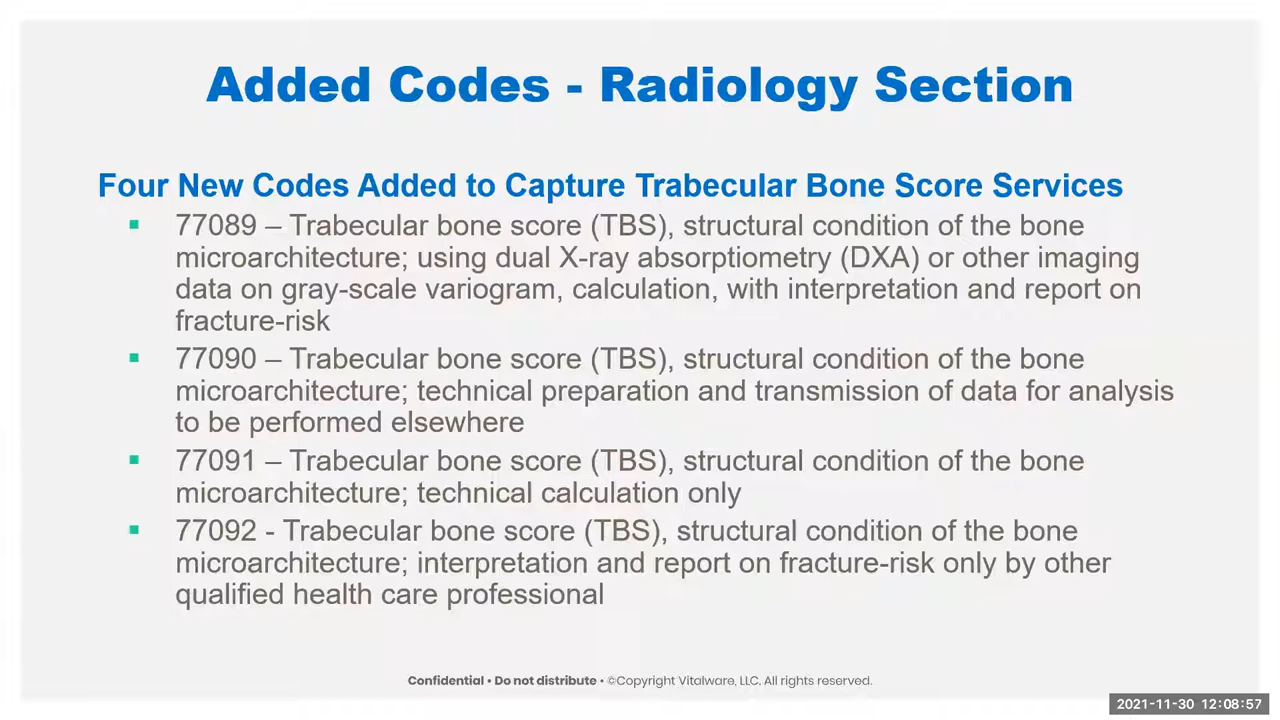 Added Codes - Radiology Section
Four New Codes Added to Capture Trabecular Bone Score Services
▪ 77089 – Trabecular bone score (TBS), structural condition of the bone
microarchitecture; using dual X-ray absorptiometry (DXA) or other imaging
data on gray-scale variogram, calculation, with interpretation and report on
fracture-risk
▪ 77090 – Trabecular bone score (TBS), structural condition of the bone
microarchitecture; technical preparation and transmission of data for analysis
to be performed elsewhere
▪ 77091 – Trabecular bone score (TBS), structural condition of the bone
microarchitecture; technical calculation only
▪ 77092 - Trabecular bone score (TBS), structural condition of the bone
microarchitecture; interpretation and report on fracture-risk only by other
qualified health care professional
Confidential • Do not distribute • ©Copyright Vitalware, LLC. All rights reserved.
2021-11-30 12:08:57